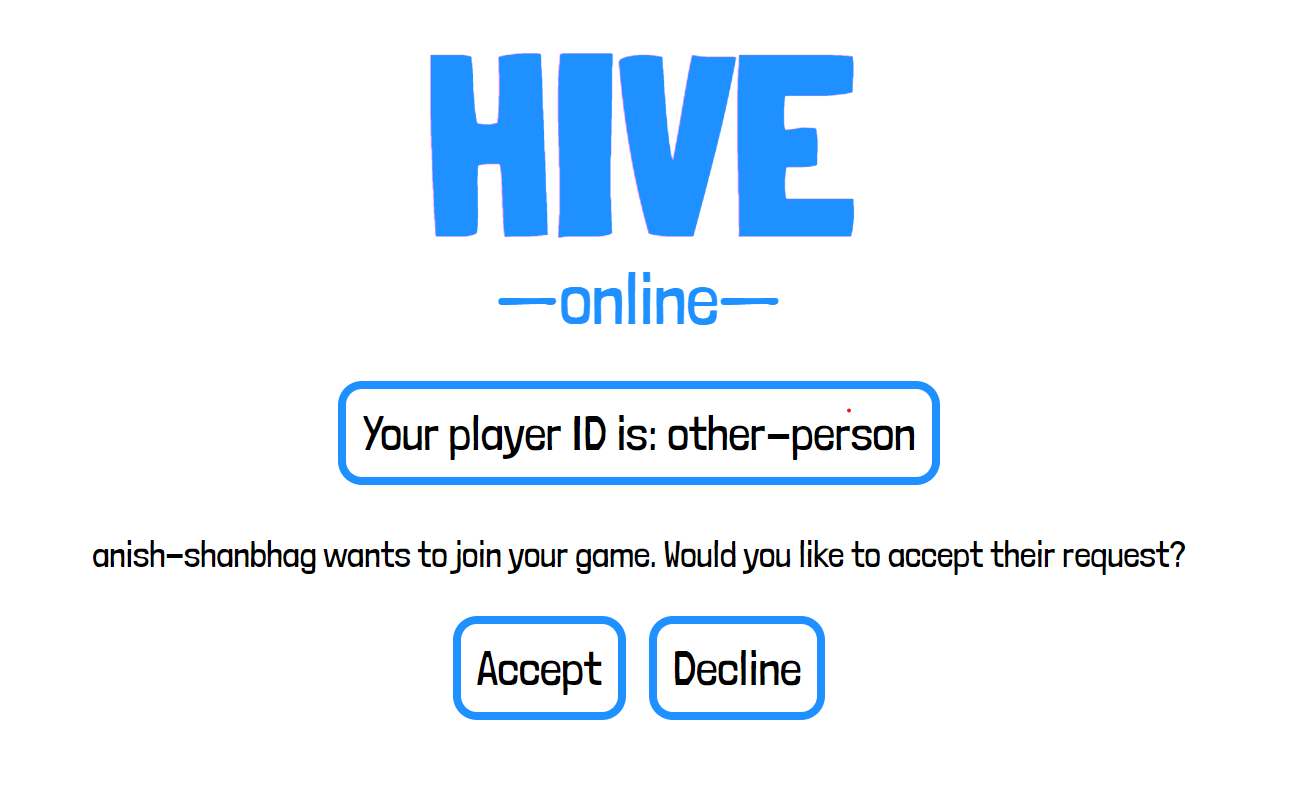 HIVE
—online—
Your player ID is: other-person
anish-shanbhag wants to join your game. Would you like to accept their request?
Accept
Decline